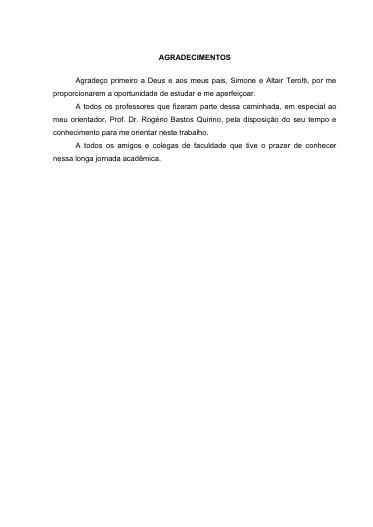 AGRADECIMENTOS
Agradeço primeiro a Deus e aos meus pais, Simone e Altair Terolti, por me
proporcionarem a oportunidade de estudar e me aperfeiçoar.
A todos os professores que fizeram parte dessa caminhada, em especial ao
meu orientador, Prof. Dr. Rogério Bastos Quirino, pela disposição do seu tempo e
conhecimento para me orientar neste trabalho.
A todos os amigos e colegas de faculdade que tive o prazer de conhecer
nessa longa jornada acadêmica.